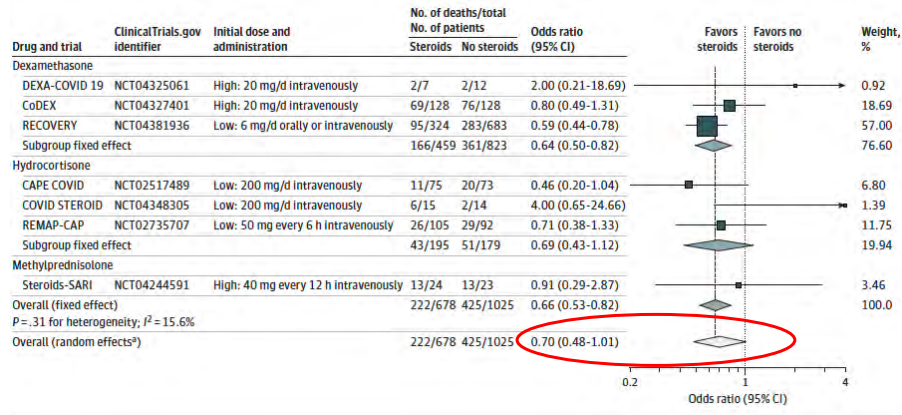 No. of deaths/total
ClinicalTrials.gov Initial dose and No. of patients Odds ratio Favors Favors no Weight,
Drug and trial identifier administration Steroids No steroids (95% CI) steroids steroids %
Dexamethasone
DEXA-COVID 19 NCT04325061 High: 20 mg/d intravenously 2/7 2/12 2.00 (0.21-18.69) 0.92
CoDEX NCT04327401 High: 20 mg/d intravenously 69/128 76/128 0.80 (0.49-1.31) 18.69
RECOVERY NCT04381936 Low: 6 mg/d orally or intravenously 95/324 283/683 0.59 (0.44-0.78) 57.00
Subgroup fixed effect 166/459 361/823 0.64 (0.50-0.82) 76.60
Hydrocortisone
CAPE COVID NCT02517489 Low: 200 mg/d intravenously 11/75 20/73 0.46 (0.20-1.04) 6.80
COVID STEROID NCT04348305 Low: 200 mg/d intravenously 6/15 2/14 4.00 (0.65-24.66) 1.39
REMAP-CAP NCT02735707 Low: 50 mg every 6 h intravenously 26/105 29/92 0.71 (0.38-1.33) 11.75
Subgroup fixed effect 43/195 51/179 0.69 (0.43-1.12) 19.94
Methylprednisolone
Steroids-SARI NCT04244591 High: 40 mg every 12 h intravenously 13/24 13/23 0.91 (0.29-2.87) 3.46
Overall (fixed effect) 222/678 425/1025 0.66 (0.53-0.82) 100.0
P = .31 for heterogeneity; I² = 15.6%
Overall (random effectsᵃ) 222/678 425/1025 0.70 (0.48-1.01)
0.2 1 4
Odds ratio (95% CI)